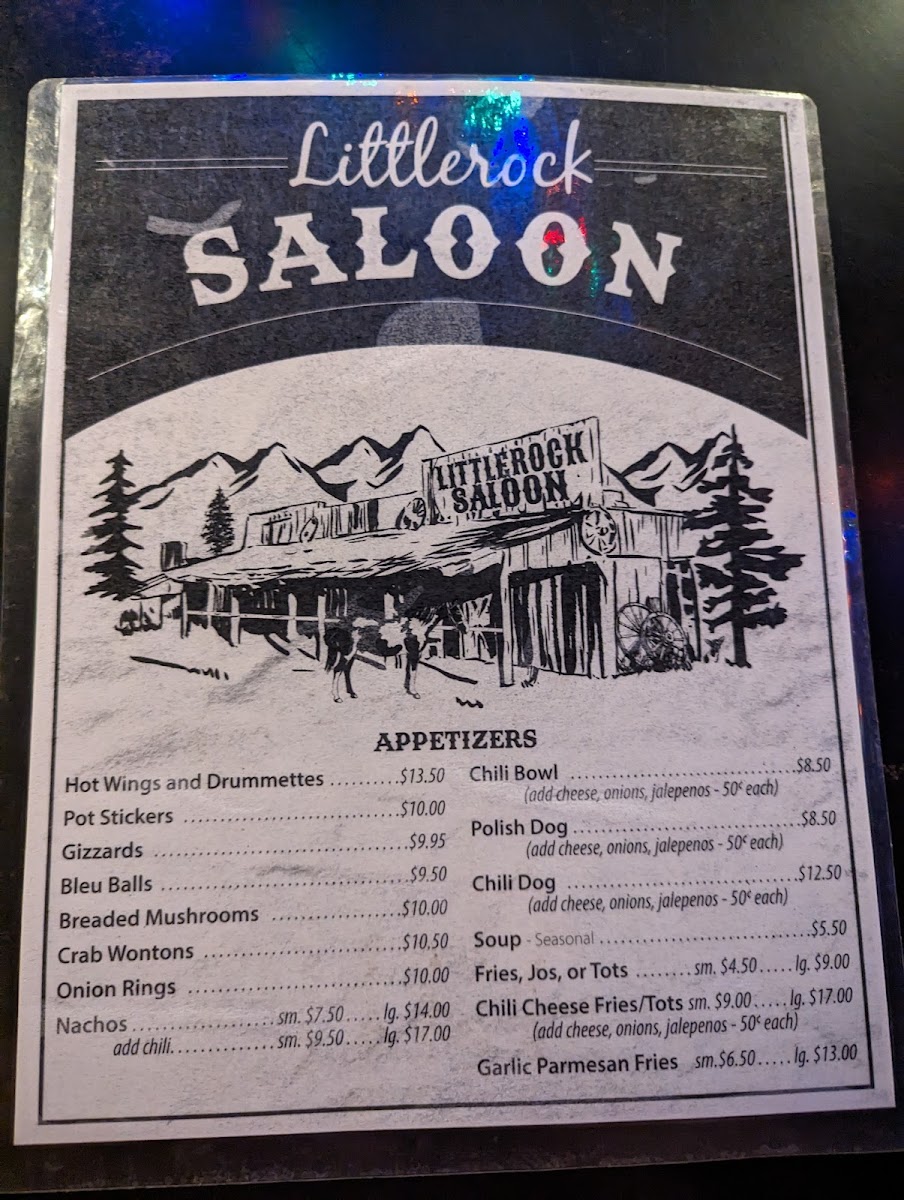 Littlerock
SALOON
LITTLEROCK
SALOON
APPETIZERS
Hot Wings and Drummettes ..........$13.50
Pot Stickers ................................$10.00
Gizzards .....................................$9.95
Bleu Balls ....................................$9.50
Breaded Mushrooms ...................$10.00
Crab Wontons .............................$10.50
Onion Rings ................................$10.00
Nachos .................... sm. $7.50 ..... lg. $14.00
add chili. ............. sm. $9.50 ..... lg. $17.00
Chili Bowl ................................$8.50
(add cheese, onions, jalepenos - 50¢ each)
Polish Dog ................................$8.50
(add cheese, onions, jalepenos - 50¢ each)
Chili Dog ................................$12.50
(add cheese, onions, jalepenos - 50¢ each)
Soup - Seasonal .............................$5.50
Fries, Jos, or Tots ........ sm. $4.50 ..... lg. $9.00
Chili Cheese Fries/Tots sm. $9.00 ..... lg. $17.00
(add cheese, onions, jalepenos - 50¢ each)
Garlic Parmesan Fries sm.$6.50 ..... lg. $13.00